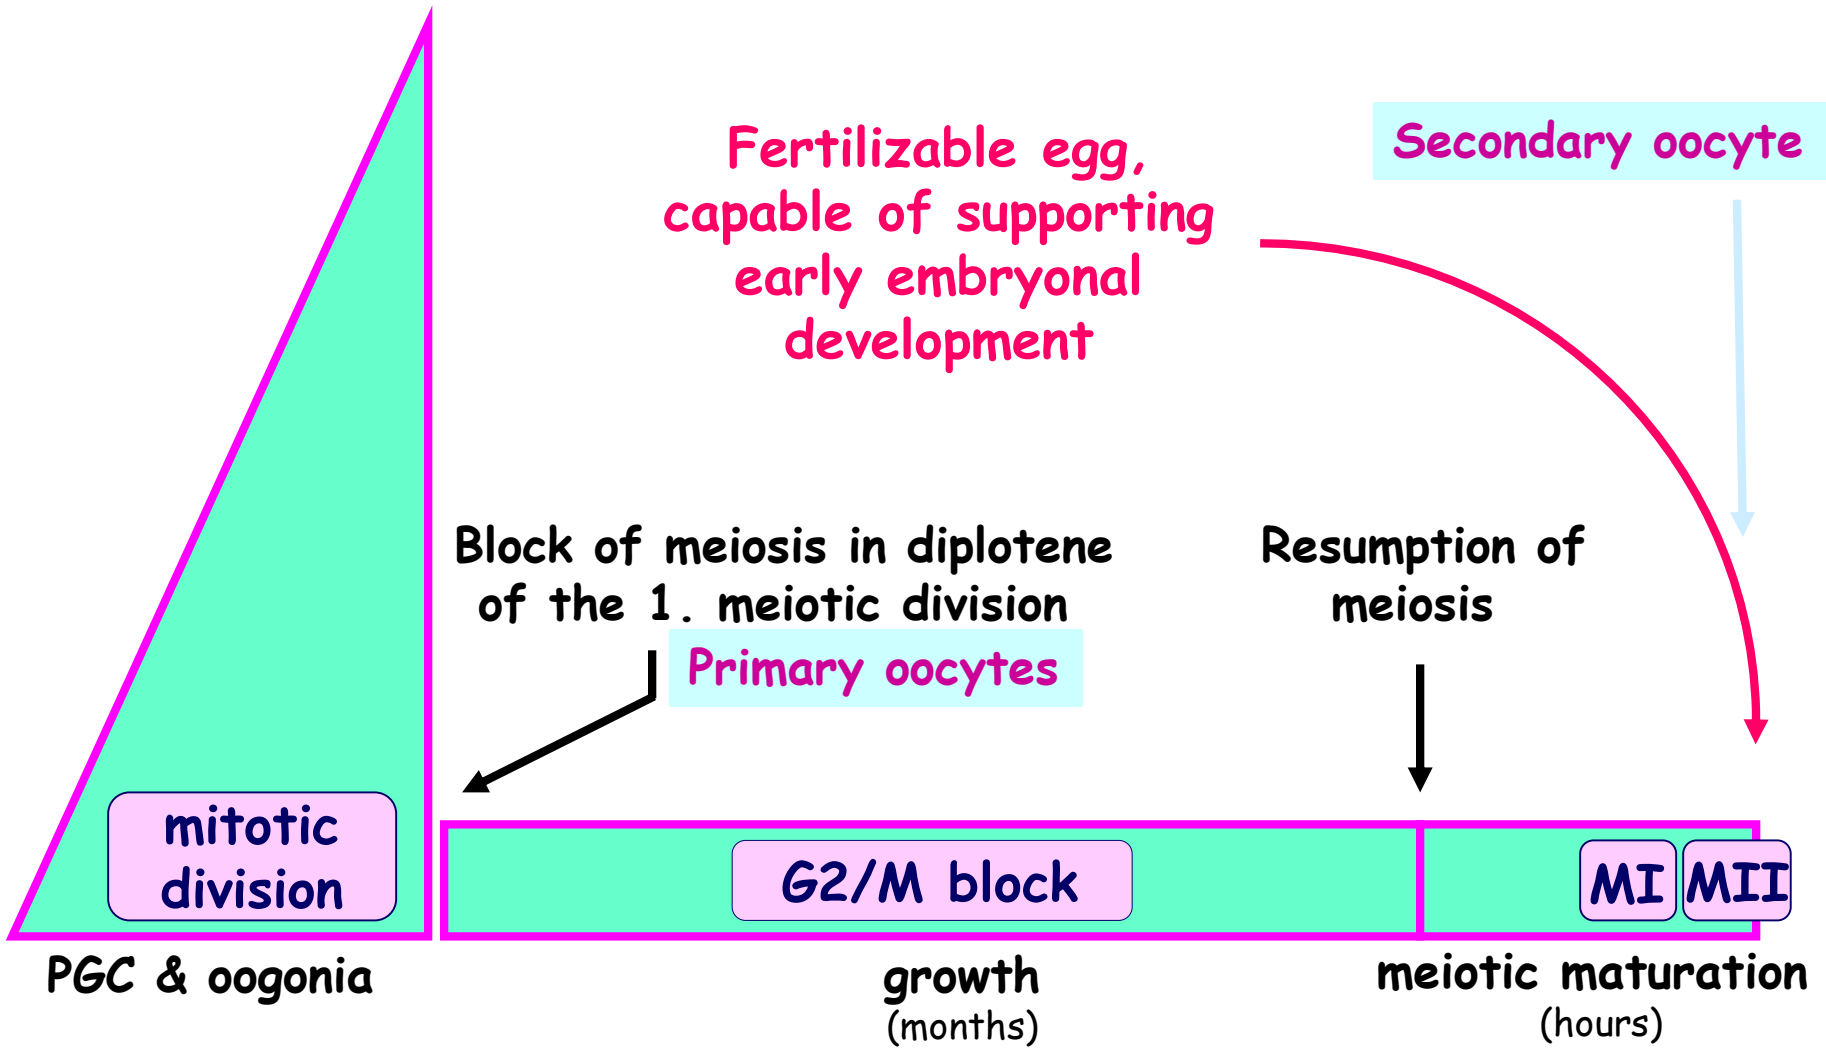 Fertilizable egg,
capable of supporting
early embryonal
development
Secondary oocyte
Block of meiosis in diplotene
of the 1. meiotic division
Primary oocytes
Resumption of
meiosis
mitotic
division
G2/M block
MI
MII
PGC & oogonia
growth
(months)
meiotic maturation
(hours)